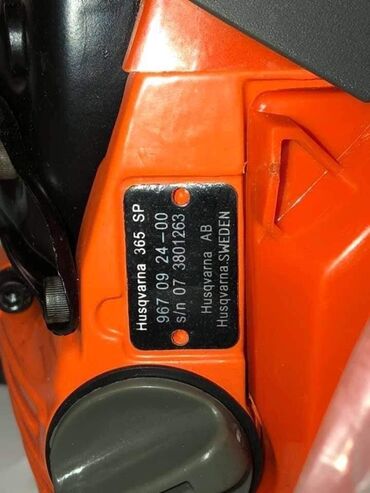 Husqvarna 365 SP
967 09 24-00
s/n 07 3801263
Husqvarna AB
Husqvarna.SWEDEN